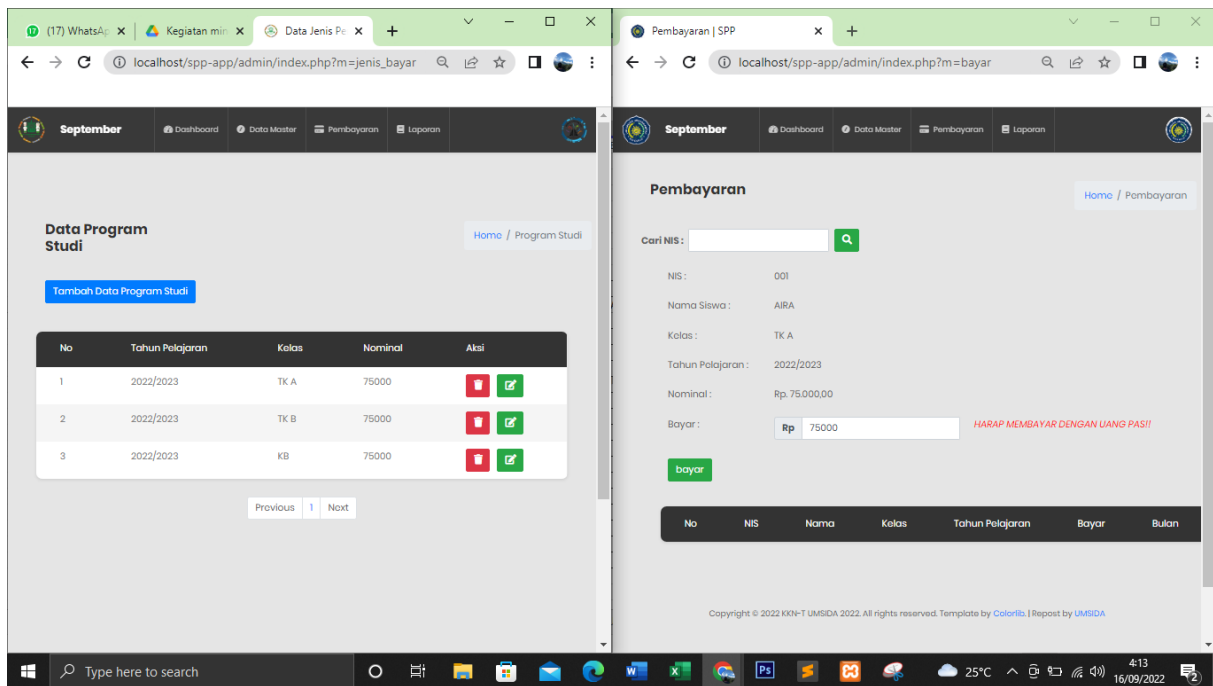 (17) WhatsAp
Kegiatan min
Data Jenis Pe
localhost/spp-app/admin/index.php?m=jenis_bayar
September
Dashboard
Data Master
Pembayaran
Laporan
Data Program
Studi
Home / Program Studi
Tambah Data Program Studi
No Tahun Pelajaran Kelas Nominal Aksi
1 2022/2023 TK A 75000
2 2022/2023 TK B 75000
3 2022/2023 KB 75000
Previous 1 Next
Pembayaran | SPP
localhost/spp-app/admin/index.php?m=bayar
September
Dashboard
Data Master
Pembayaran
Laporan
Pembayaran
Home / Pembayaran
Cari NIS :
NIS : 001
Nama Siswa : AIRA
Kelas : TK A
Tahun Pelajaran : 2022/2023
Nominal : Rp. 75.000,00
Bayar : Rp 75000 HARAP MEMBAYAR DENGAN UANG PAS!!
bayar
No NIS Nama Kelas Tahun Pelajaran Bayar Bulan
Copyright © 2022 KKN-T UMSIDA 2022. All rights reserved. Template by Colorlib. | Repost by UMSIDA
Type here to search
25°C
4:13
16/09/2022
2